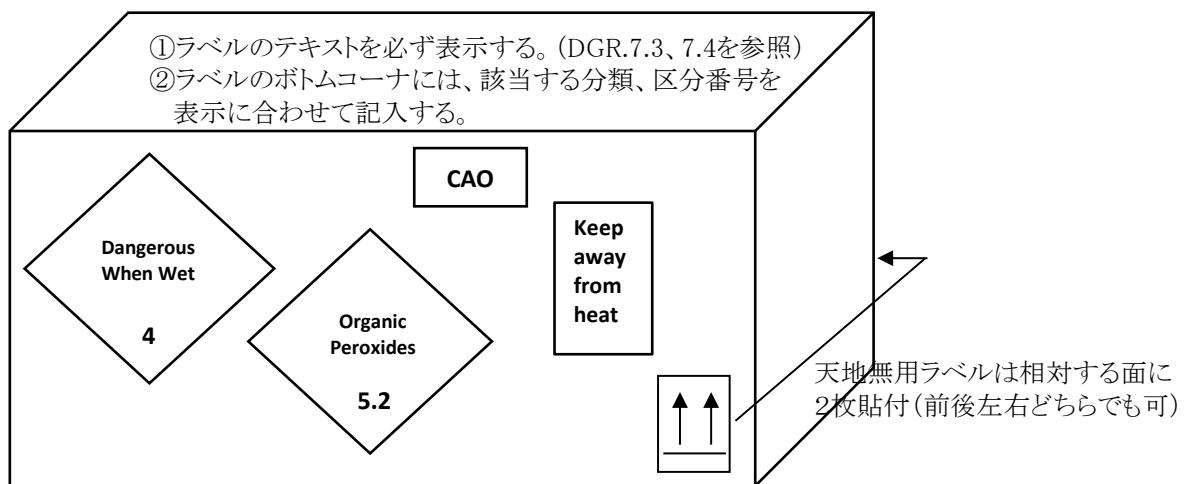 ①ラベルのテキストを必ず表示する。(DGR.7.3、7.4を参照)
②ラベルのボトムコーナには、該当する分類、区分番号を
表示に合わせて記入する。
CAO
Dangerous
When Wet
4
Organic
Peroxides
5.2
Keep
away
from
heat
天地無用ラベルは相対する面に
2枚貼付(前後左右どちらでも可)